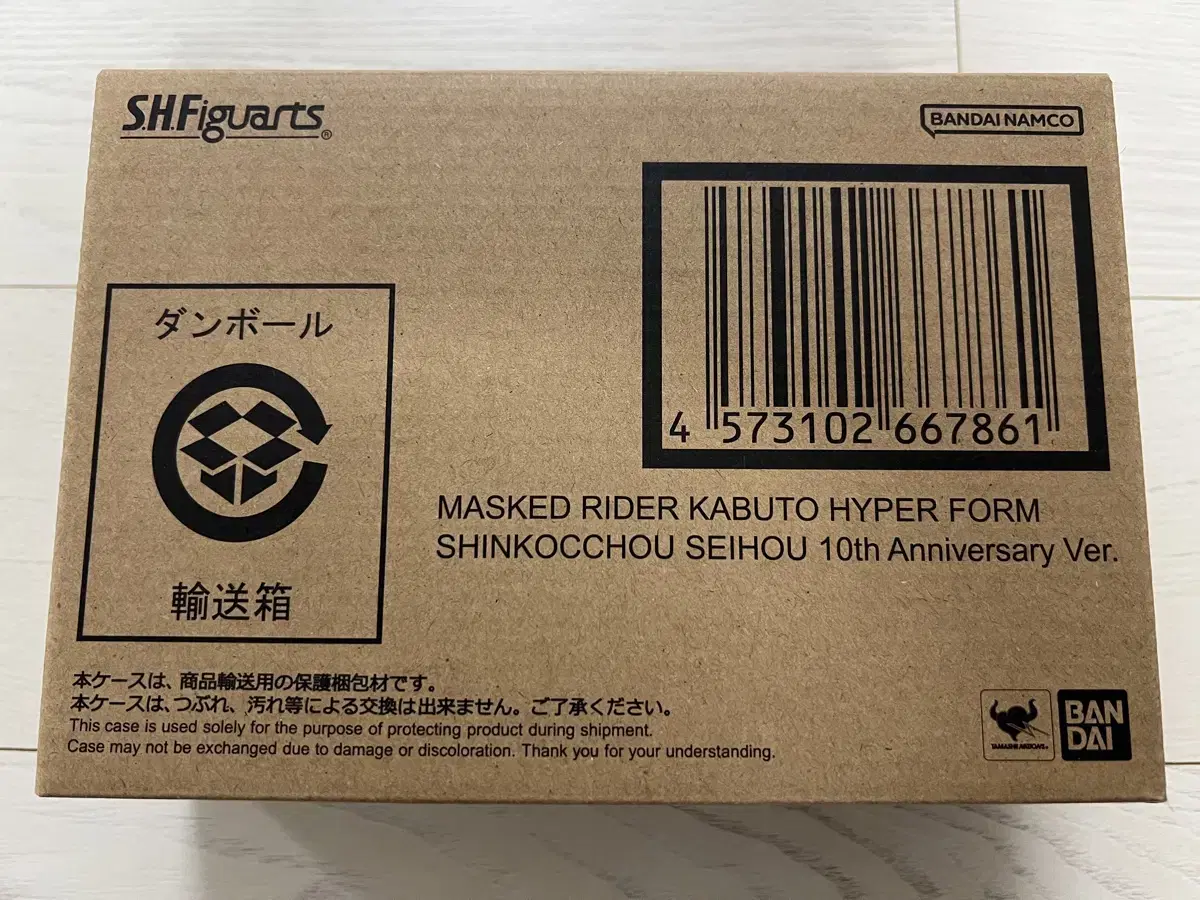 S.H.Figuarts®
BANDAI NAMCO
ダンボール
輸送箱
4 573102 667861
MASKED RIDER KABUTO HYPER FORM
SHINKOCCHOU SEIHOU 10th Anniversary Ver.
本ケースは、商品輸送用の保護梱包材です。
本ケースは、つぶれ、汚れ等による交換は出来ません。ご了承ください。
This case is used solely for the purpose of protecting product during shipment.
Case may not be exchanged due to damage or discoloration. Thank you for your understanding.
TAMASHII NATIONS®
BAN
DAI